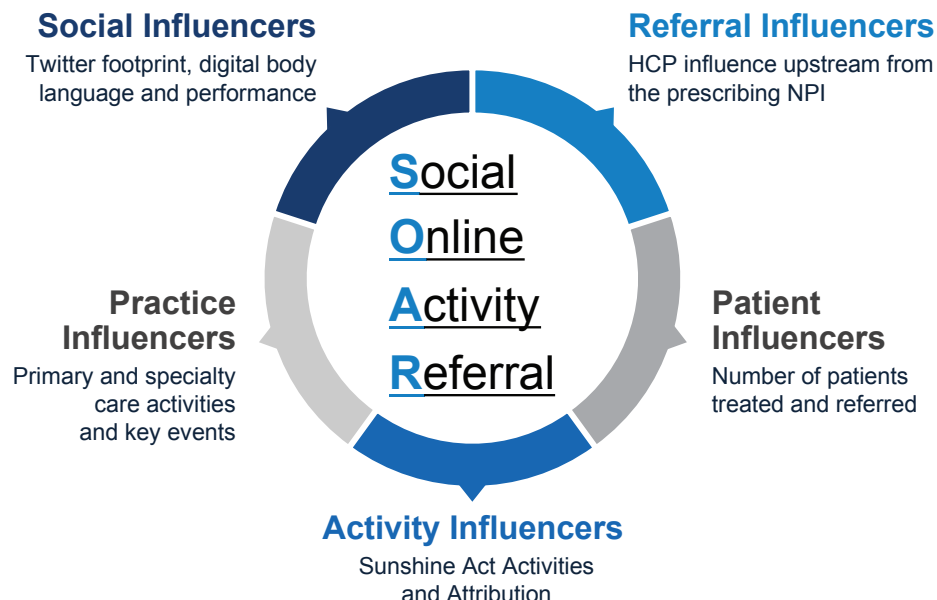 Social Influencers
Twitter footprint, digital body
language and performance
Referral Influencers
HCP influence upstream from
the prescribing NPI
Social
Online
Activity
Referral
Practice
Influencers
Primary and specialty
care activities
and key events
Patient
Influencers
Number of patients
treated and referred
Activity Influencers
Sunshine Act Activities
and Attribution